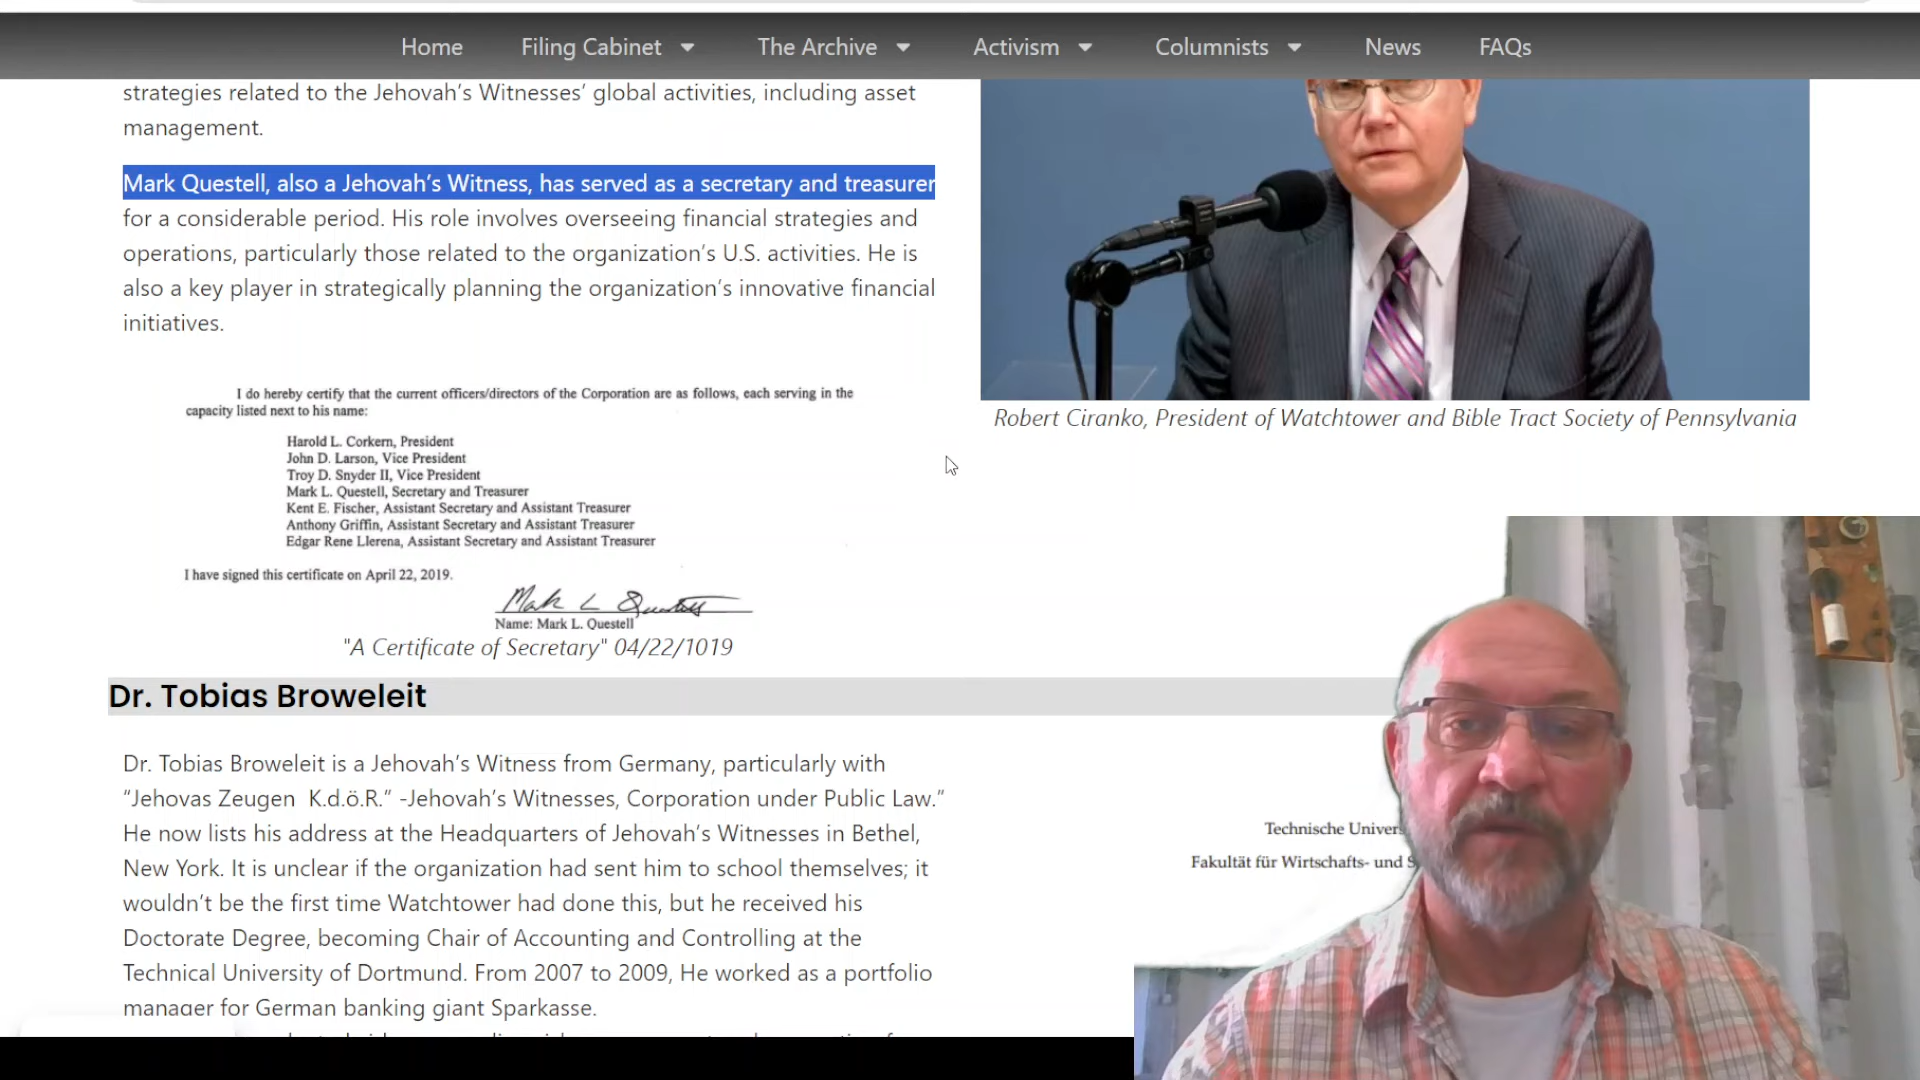 Home Filing Cabinet The Archive Activism Columnists News FAQs
strategies related to the Jehovah’s Witnesses’ global activities, including asset
management.
Mark Questell, also a Jehovah’s Witness, has served as a secretary and treasurer
for a considerable period. His role involves overseeing financial strategies and
operations, particularly those related to the organization’s U.S. activities. He is
also a key player in strategically planning the organization’s innovative financial
initiatives.
I do hereby certify that the current officers/directors of the Corporation are as follows, each serving in the
capacity listed next to his name:
Harold L. Corkern, President
John D. Larson, Vice President
Troy D. Snyder II, Vice President
Mark L. Questell, Secretary and Treasurer
Kent E. Fischer, Assistant Secretary and Assistant Treasurer
Anthony Griffin, Assistant Secretary and Assistant Treasurer
Edgar Rene Llerena, Assistant Secretary and Assistant Treasurer
I have signed this certificate on April 22, 2019.
Mark L Questell
Name: Mark L. Questell
"A Certificate of Secretary" 04/22/1019
Robert Ciranko, President of Watchtower and Bible Tract Society of Pennsylvania
Dr. Tobias Broweleit
Dr. Tobias Broweleit is a Jehovah’s Witness from Germany, particularly with
“Jehovas Zeugen K.d.ö.R.” -Jehovah’s Witnesses, Corporation under Public Law.”
He now lists his address at the Headquarters of Jehovah’s Witnesses in Bethel,
New York. It is unclear if the organization had sent him to school themselves; it
wouldn’t be the first time Watchtower had done this, but he received his
Doctorate Degree, becoming Chair of Accounting and Controlling at the
Technical University of Dortmund. From 2007 to 2009, He worked as a portfolio
manager for German banking giant Sparkasse.
Technische Univers
Fakultät für Wirtschafts- und S